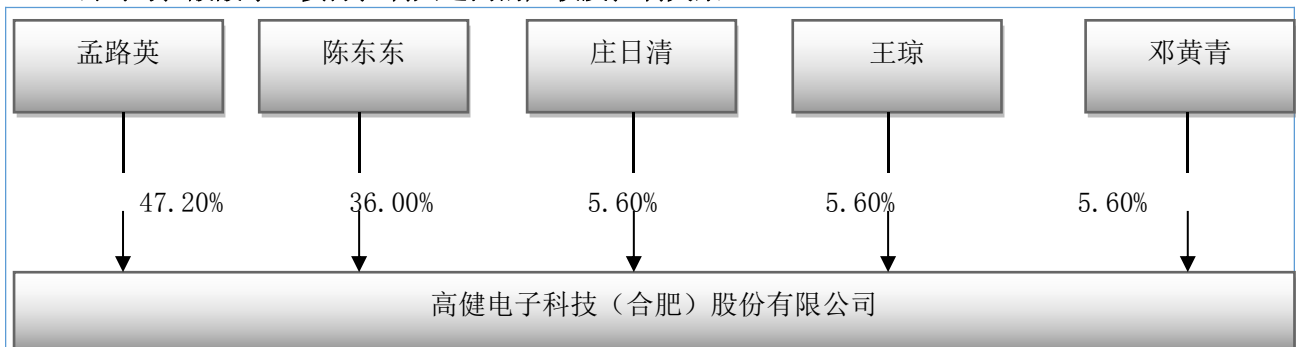 孟路英 陈东东 庄日清 王琼 邓黄青
47.20% 36.00% 5.60% 5.60% 5.60%
高健电子科技（合肥）股份有限公司